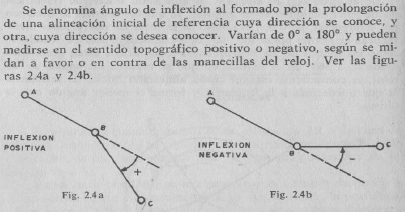 Se denomina ángulo de inflexión al formado por la prolongación
de una alineación inicial de referencia cuya dirección se conoce, y
otra, cuya dirección se desea conocer. Varían de 0° a 180° y pueden
medirse en el sentido topográfico positivo o negativo, según se mi-
dan a favor o en contra de las manecillas del reloj. Ver las figu-
ras 2.4a y 2.4b.
A
B
INFLEXION
POSITIVA
+
C
Fig. 2.4a
A
INFLEXION
NEGATIVA
B
C
-
Fig. 2.4b